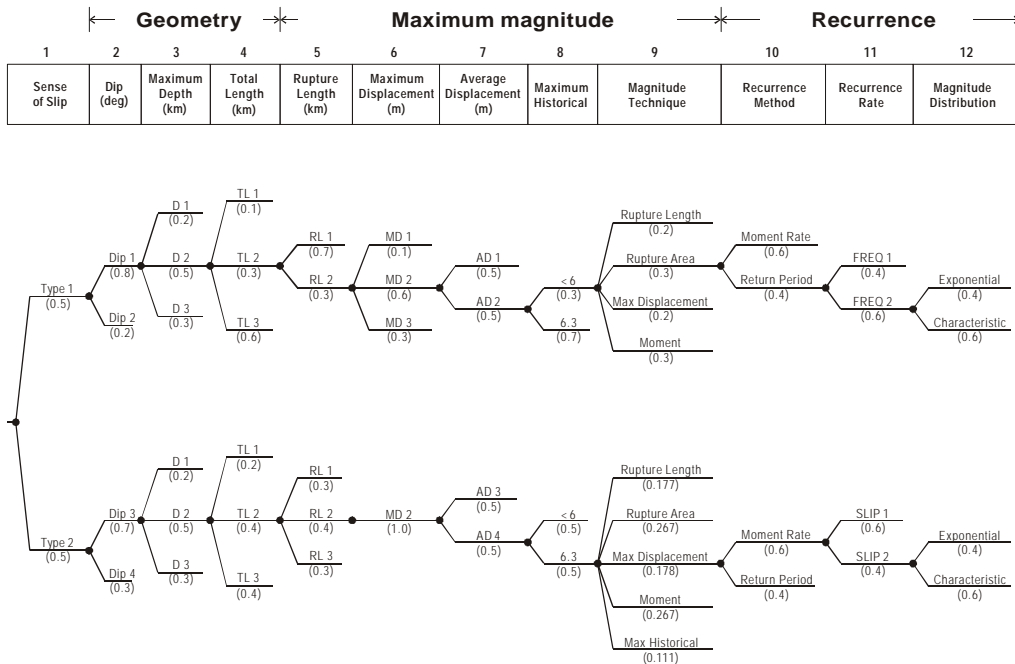 Geometry Maximum magnitude Recurrence
1 2 3 4 5 6 7 8 9 10 11 12
Sense of Slip
Dip (deg)
Maximum Depth (km)
Total Length (km)
Rupture Length (km)
Maximum Displacement (m)
Average Displacement (m)
Maximum Historical
Magnitude Technique
Recurrence Method
Recurrence Rate
Magnitude Distribution
Type 1
(0.5)
Dip 1
(0.8)
Dip 2
(0.2)
D 1
(0.2)
D 2
(0.5)
D 3
(0.3)
TL 1
(0.1)
TL 2
(0.3)
TL 3
(0.6)
RL 1
(0.7)
RL 2
(0.3)
MD 1
(0.1)
MD 2
(0.6)
MD 3
(0.3)
AD 1
(0.5)
AD 2
(0.5)
< 6
(0.3)
6.3
(0.7)
Rupture Length
(0.2)
Rupture Area
(0.3)
Max Displacement
(0.2)
Moment
(0.3)
Moment Rate
(0.6)
Return Period
(0.4)
FREQ 1
(0.4)
FREQ 2
(0.6)
Exponential
(0.4)
Characteristic
(0.6)
Type 2
(0.5)
Dip 3
(0.7)
Dip 4
(0.3)
D 1
(0.2)
D 2
(0.5)
D 3
(0.3)
TL 1
(0.2)
TL 2
(0.4)
TL 3
(0.4)
RL 1
(0.3)
RL 2
(0.4)
RL 3
(0.3)
MD 2
(1.0)
AD 3
(0.5)
AD 4
(0.5)
< 6
(0.5)
6.3
(0.5)
Rupture Length
(0.177)
Rupture Area
(0.267)
Max Displacement
(0.178)
Moment
(0.267)
Max Historical
(0.111)
Moment Rate
(0.6)
Return Period
(0.4)
SLIP 1
(0.6)
SLIP 2
(0.4)
Exponential
(0.4)
Characteristic
(0.6)